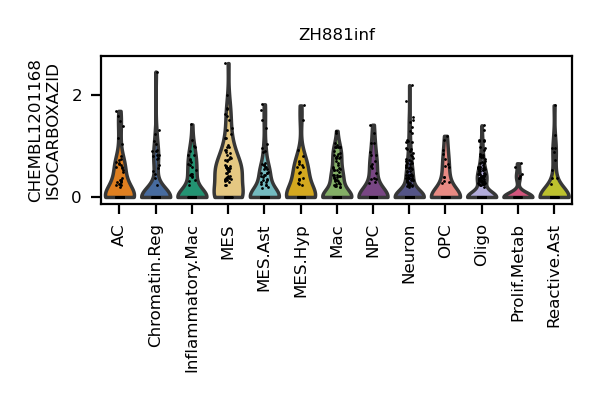 ZH881inf
CHEMBL1201168
ISOCARBOXAZID
2
0
AC
Chromatin.Reg
Inflammatory.Mac
MES
MES.Ast
MES.Hyp
Mac
NPC
Neuron
OPC
Oligo
Prolif.Metab
Reactive.Ast